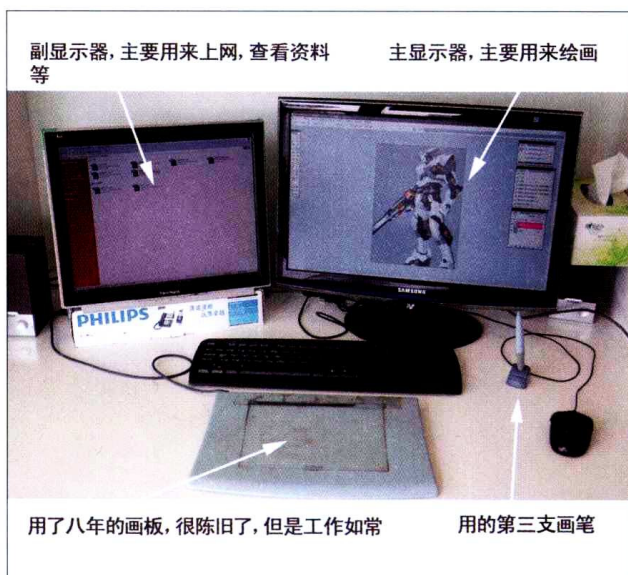 副显示器，主要用来上网，查看资料
等
主显示器，主要用来绘画
SAMSUNG
PHILIPS
用了八年的画板，很陈旧了，但是工作如常
用的第三支画笔